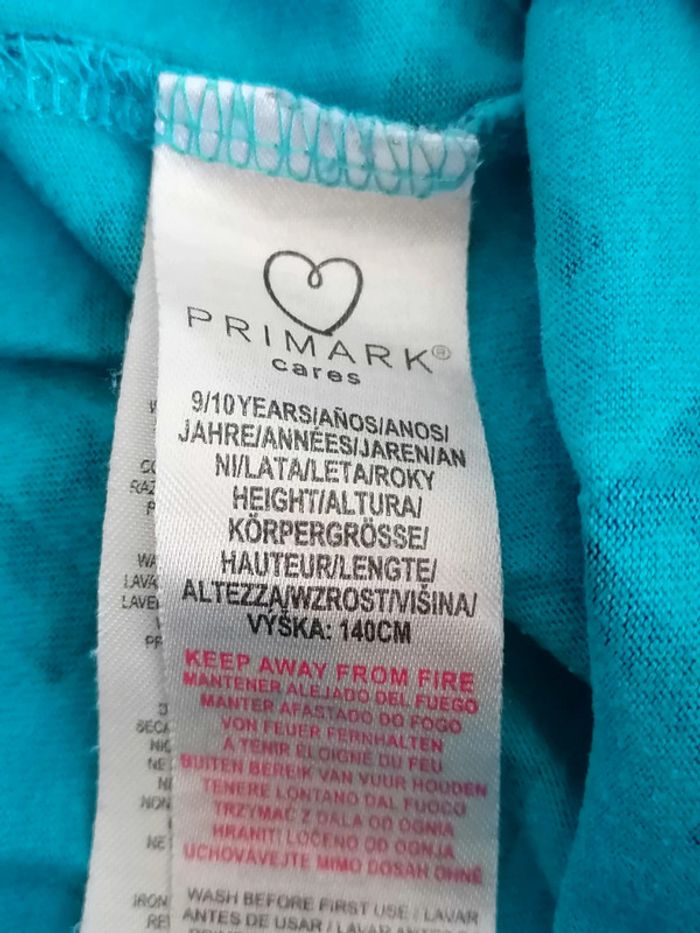 PRIMARK®
cares
9/10 YEARS/AÑOS/ANOS/
JAHRE/ANNÉES/JAREN/AN
NI/LATA/LETA/ROKY
HEIGHT/ALTURA/
KÖRPERGRÖSSE/
HAUTEUR/LENGTE/
ALTEZZA/WZROST/VIŠINA/
VÝŠKA: 140CM
KEEP AWAY FROM FIRE
MANTENER ALEJADO DEL FUEGO
MANTER AFASTADO DO FOGO
VON FEUER FERNHALTEN
A TENIR ELOIGNÉ DU FEU
BUITEN BEREIK VAN VUUR HOUDEN
TENERE LONTANO DAL FUOCO
TRZYMAĆ Z DALA OD OGNIA
HRANITI LOČENO OD OGNJA
UCHOVÁVEJTE MIMO DOSAH OHNĚ
WASH BEFORE FIRST USE / LAVAR
ANTES DE USAR / LAVAR ANTES
IRON